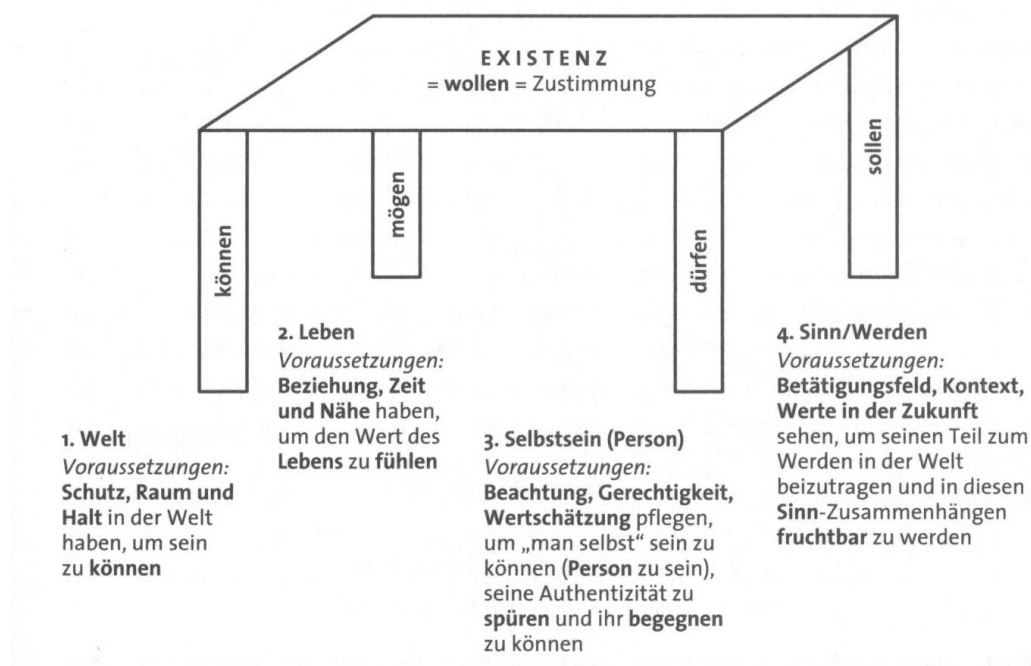 EXISTENZ
= wollen = Zustimmung
können
mögen
dürfen
sollen
1. Welt
Voraussetzungen:
Schutz, Raum und
Halt in der Welt
haben, um sein
zu können
2. Leben
Voraussetzungen:
Beziehung, Zeit
und Nähe haben,
um den Wert des
Lebens zu fühlen
3. Selbstsein (Person)
Voraussetzungen:
Beachtung, Gerechtigkeit,
Wertschätzung pflegen,
um „man selbst“ sein zu
können (Person zu sein),
seine Authentizität zu
spüren und ihr begegnen
zu können
4. Sinn/Werden
Voraussetzungen:
Betätigungsfeld, Kontext,
Werte in der Zukunft
sehen, um seinen Teil zum
Werden in der Welt
beizutragen und in diesen
Sinn-Zusammenhängen
fruchtbar zu werden